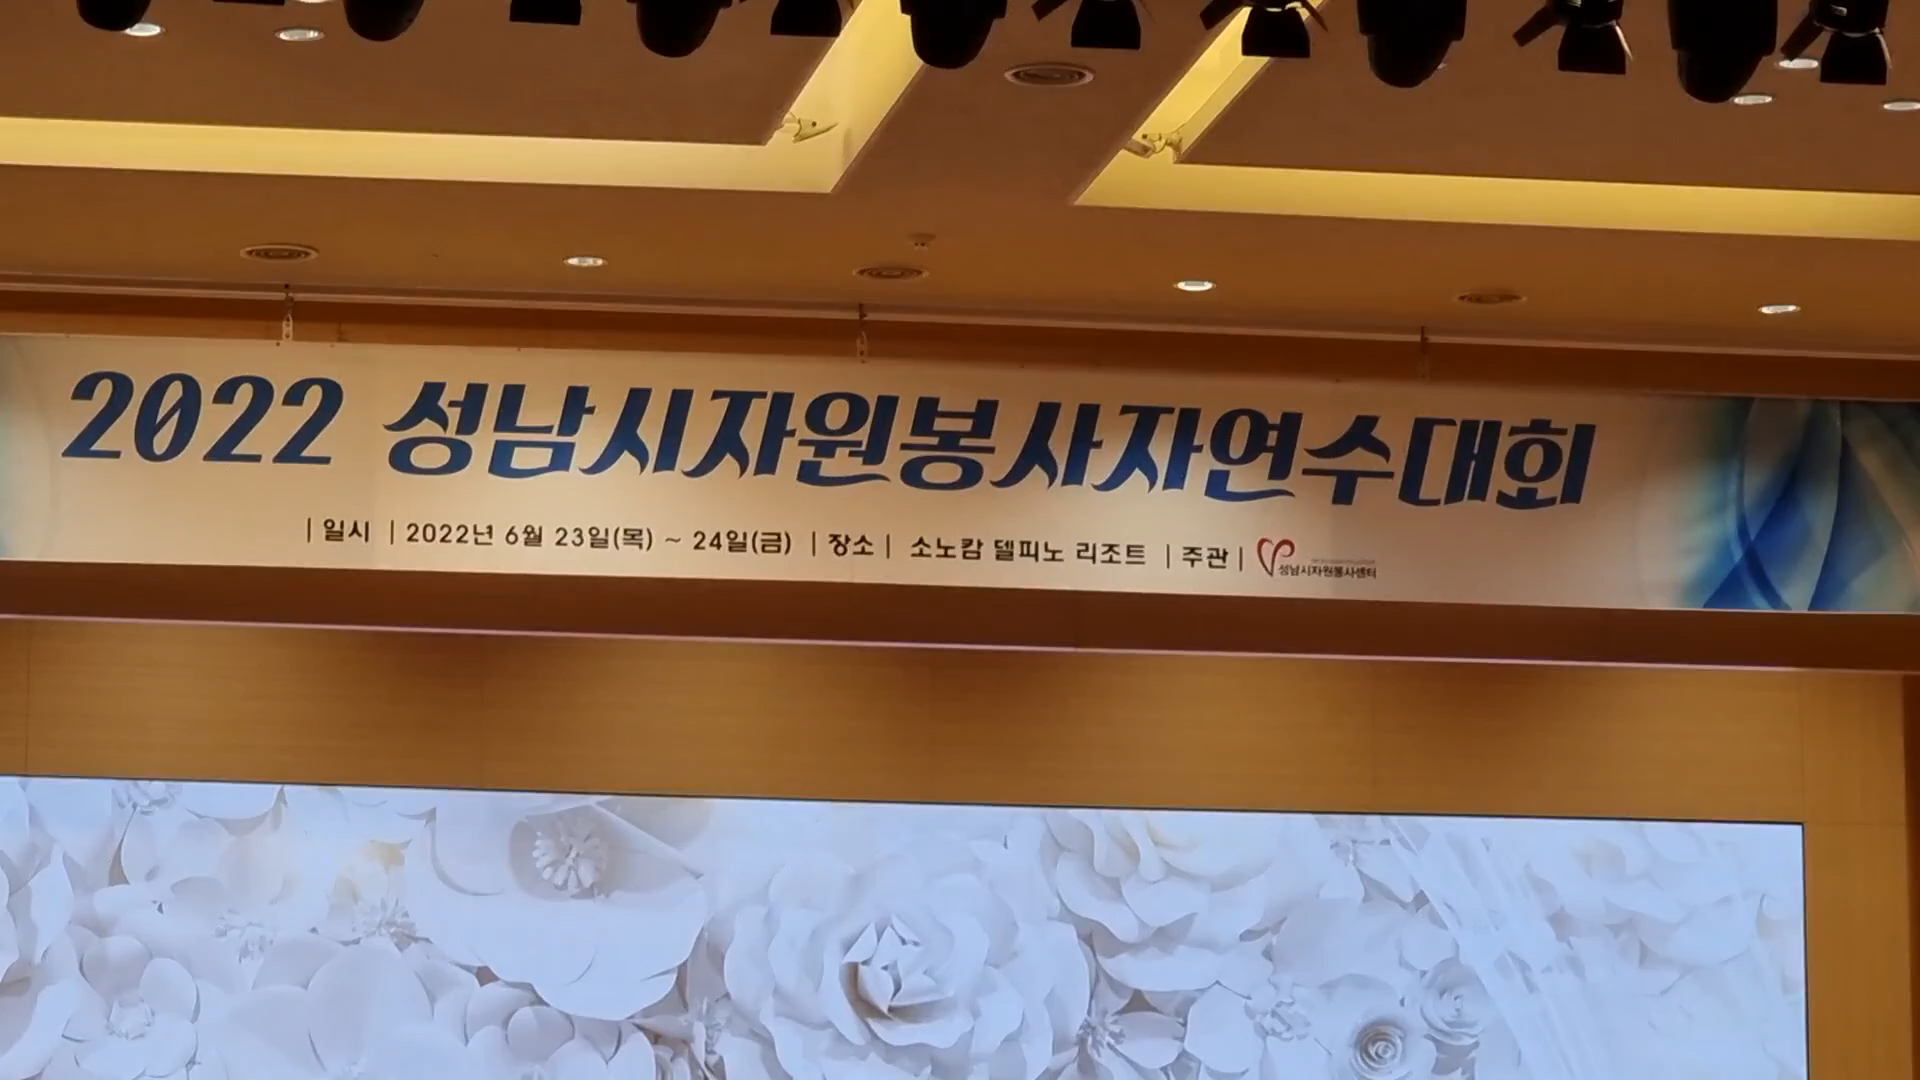 2022 성남시자원봉사자연수대회
|일시 |2022년 6월 23일(목) ~ 24일(금) |장소| 소노캄 델피노 리조트 |주관| 성남시자원봉사센터